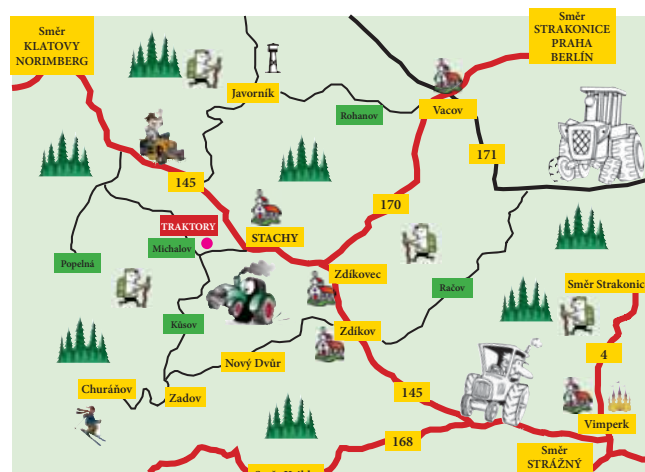 Směr
KLATOVY
NORIMBERG
Směr
STRAKONICE
PRAHA
BERLÍN
Javorník
Rohanov
Vacov
171
145
170
TRAKTORY
STACHY
Michalov
Popelná
Zdíkovec
Račov
Směr Strakonic
Kůsov
Zdíkov
Nový Dvůr
4
Churáňov
Zadov
145
Vimperk
168
Směr
STRÁŽNÝ